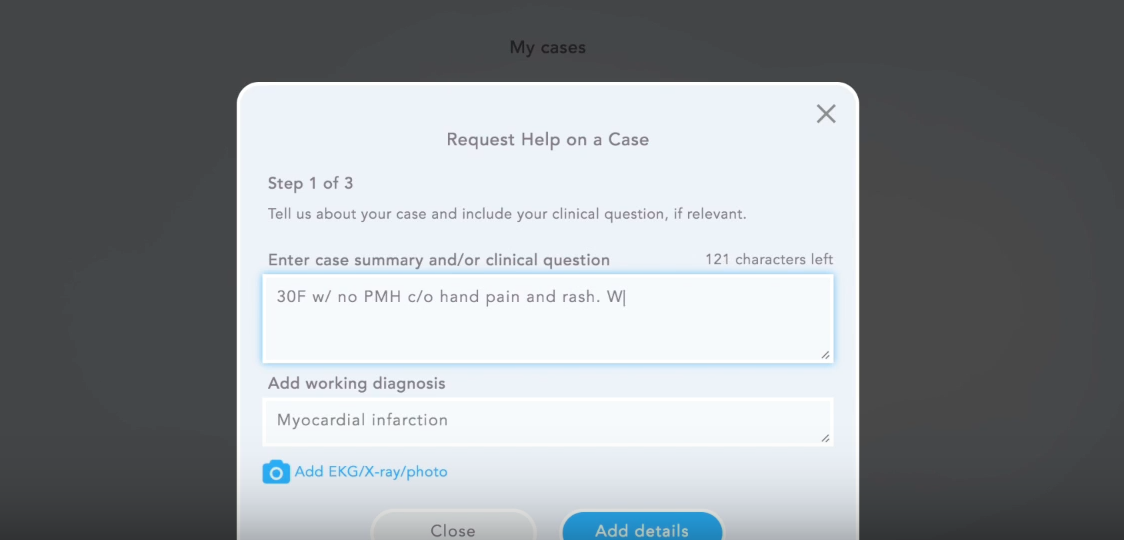 My cases
Request Help on a Case
Step 1 of 3
Tell us about your case and include your clinical question, if relevant.
Enter case summary and/or clinical question 121 characters left
30F w/ no PMH c/o hand pain and rash. W
Add working diagnosis
Myocardial infarction
Add EKG/X-ray/photo
Close Add details